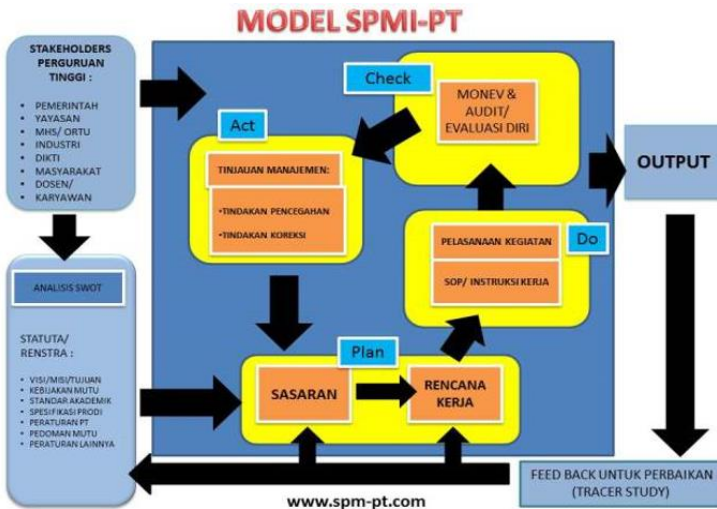 MODEL SPMI-PT
STAKEHOLDERS
PERGURUAN
TINGGI :
• PEMERINTAH
• YAYASAN
• MHS/ ORTU
• INDUSTRI
• DIKTI
• MASYARAKAT
• DOSEN/
• KARYAWAN
ANALISIS SWOT
STATUTA/
RENSTRA :
• VISI/MISI/TUJUAN
• KEBIJAKAN MUTU
• STANDAR AKADEMIK
• SPESIFIKASI PRODI
• PERATURAN PT
• PEDOMAN MUTU
• PERATURAN LAINNYA
Check
MONEV &
AUDIT/
EVALUASI DIRI
Act
TINJAUAN MANAJEMEN:
•TINDAKAN PENCEGAHAN
•TINDAKAN KOREKSI
PELASANAAN KEGIATAN
Do
SOP/ INSTRUKSI KERJA
Plan
SASARAN
RENCANA
KERJA
OUTPUT
FEED BACK UNTUK PERBAIKAN
(TRACER STUDY)
www.spm-pt.com